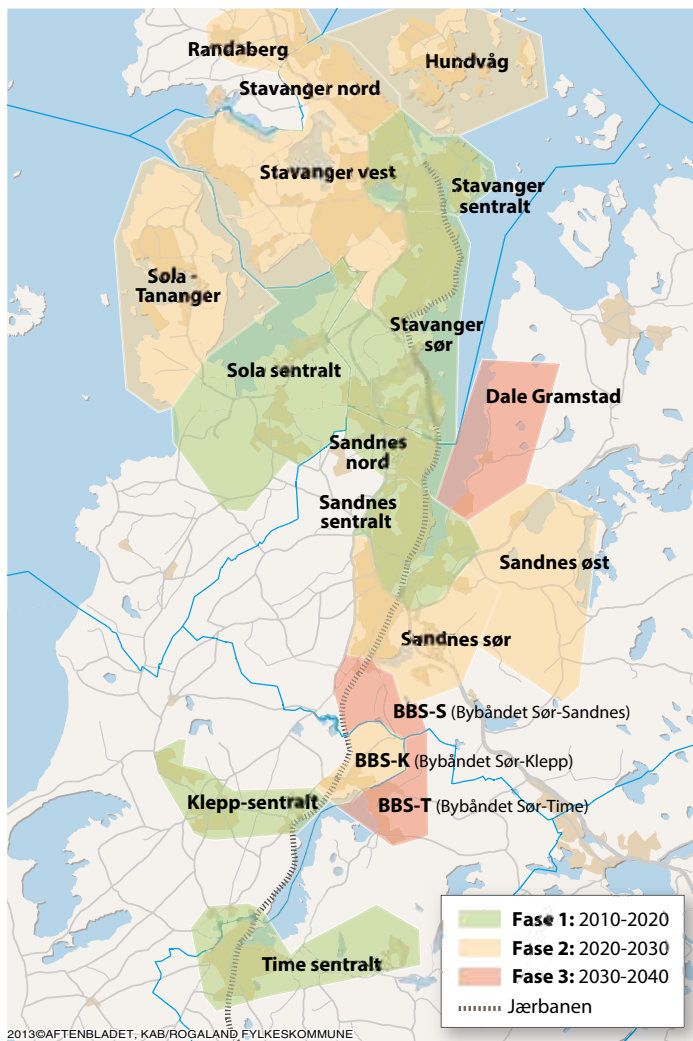 Randaberg
Hundvåg
Stavanger nord
Stavanger vest
Stavanger
sentralt
Sola -
Tananger
Stavanger
sør
Sola sentralt
Dale Gramstad
Sandnes
nord
Sandnes
sentralt
Sandnes øst
Sandnes sør
BBS-S (Bybåndet Sør-Sandnes)
BBS-K (Bybåndet Sør-Klepp)
Klepp-sentralt
BBS-T (Bybåndet Sør-Time)
Time sentralt
Fase 1: 2010-2020
Fase 2: 2020-2030
Fase 3: 2030-2040
Jærbanen
2013©AFTENBLADET, KAB/ROGALAND FYLKESKOMMUNE